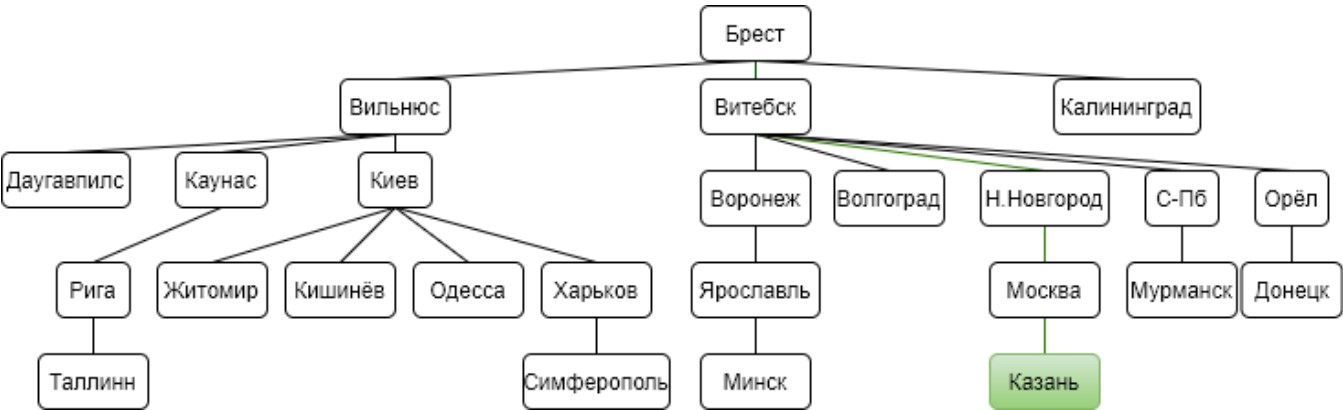 Брест
Вильнюс
Витебск
Калининград
Даугавпилс
Каунас
Киев
Воронеж
Волгоград
Н.Новгород
С-Пб
Орёл
Рига
Житомир
Кишинёв
Одесса
Харьков
Ярославль
Москва
Мурманск
Донецк
Таллинн
Симферополь
Минск
Казань